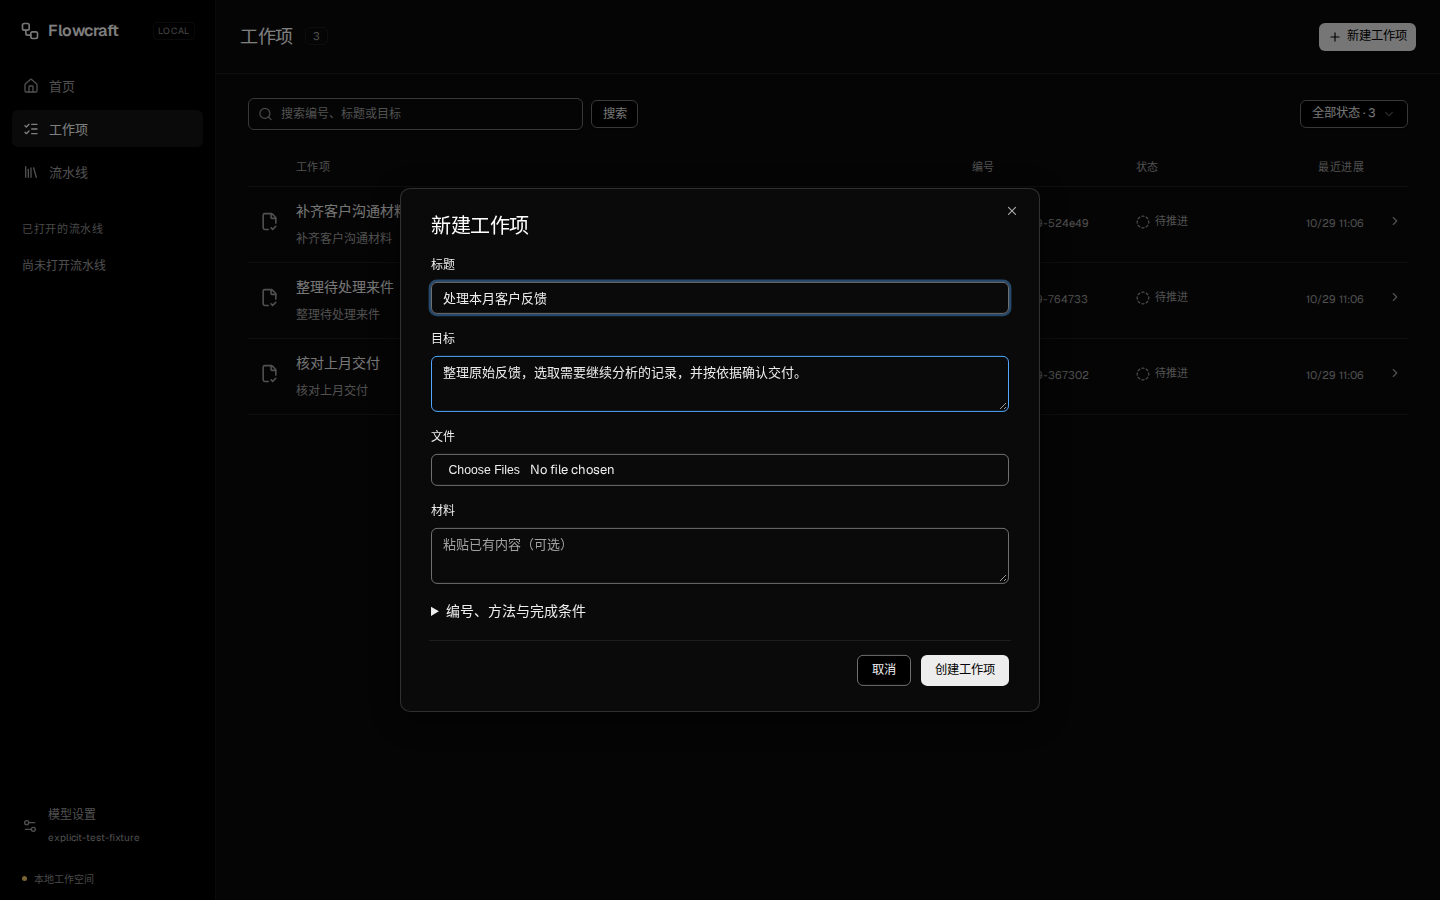 Flowcraft
LOCAL
首页
工作项
流水线
已打开的流水线
尚未打开流水线
模型设置
explicit-test-fixture
本地工作空间
工作项 3
新建工作项
搜索编号、标题或目标
搜索
全部状态 · 3
工作项 编号 状态 最近进展
补齐客户沟通材料
补齐客户沟通材料
-524e49 待推进 10/29 11:06
整理待处理来件
整理待处理来件
-764733 待推进 10/29 11:06
核对上月交付
核对上月交付
-367302 待推进 10/29 11:06
新建工作项
标题
处理本月客户反馈
目标
整理原始反馈，选取需要继续分析的记录，并按依据确认交付。
文件
Choose Files No file chosen
材料
粘贴已有内容（可选）
编号、方法与完成条件
取消
创建工作项